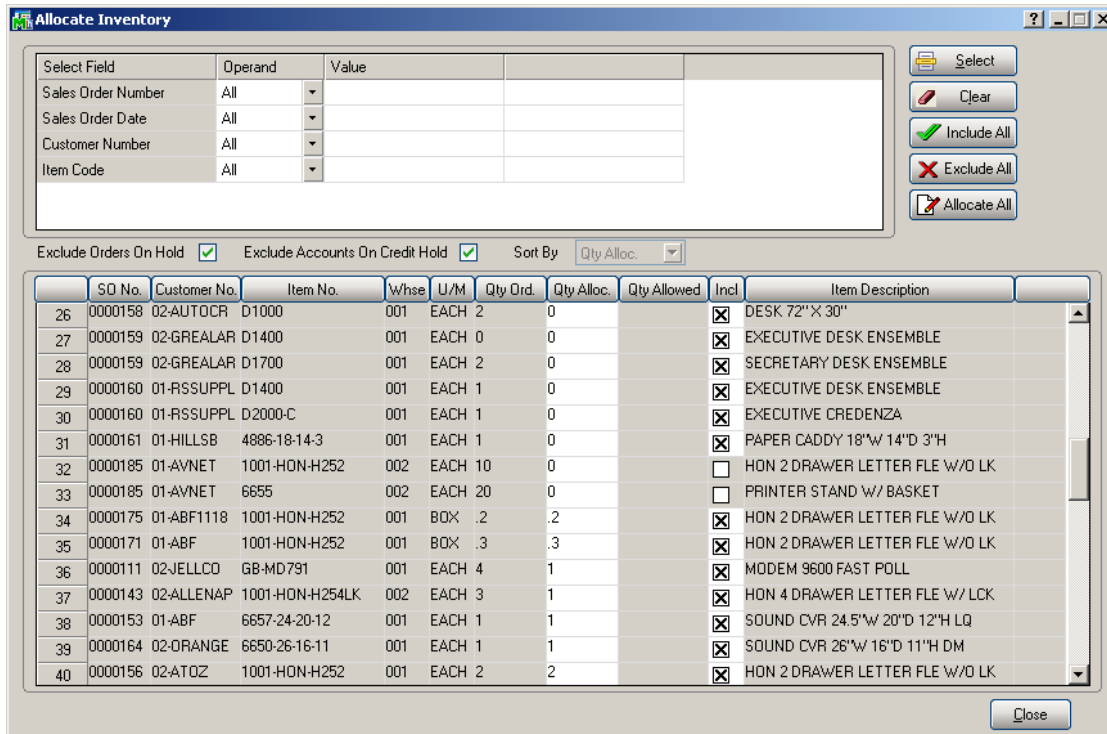 Allocate Inventory
Select Field Operand Value
Sales Order Number All
Sales Order Date All
Customer Number All
Item Code All
Select
Clear
Include All
Exclude All
Allocate All
Exclude Orders On Hold Exclude Accounts On Credit Hold Sort By Qty Alloc.
SO No. Customer No. Item No. Whse U/M Qty Ord. Qty Alloc. Qty Allowed Incl Item Description
26 0000158 02-AUTOCR D1000 001 EACH 2 0 DESK 72" X 30"
27 0000159 02-GREALAR D1400 001 EACH 0 0 EXECUTIVE DESK ENSEMBLE
28 0000159 02-GREALAR D1700 001 EACH 2 0 SECRETARY DESK ENSEMBLE
29 0000160 01-RSSUPPL D1400 001 EACH 1 0 EXECUTIVE DESK ENSEMBLE
30 0000160 01-RSSUPPL D2000-C 001 EACH 1 0 EXECUTIVE CREDENZA
31 0000161 01-HILLSB 4886-18-14-3 001 EACH 1 0 PAPER CADDY 18"W 14"D 3"H
32 0000185 01-AVNET 1001-HON-H252 002 EACH 10 0 HON 2 DRAWER LETTER FLE W/O LK
33 0000185 01-AVNET 6655 002 EACH 20 0 PRINTER STAND W/ BASKET
34 0000175 01-ABF1118 1001-HON-H252 001 BOX .2 .2 HON 2 DRAWER LETTER FLE W/O LK
35 0000171 01-ABF 1001-HON-H252 001 BOX .3 .3 HON 2 DRAWER LETTER FLE W/O LK
36 0000111 02-JELLCO GB-MD791 001 EACH 4 1 MODEM 9600 FAST POLL
37 0000143 02-ALLENAP 1001-HON-H254LK 002 EACH 3 1 HON 4 DRAWER LETTER FLE W/ LCK
38 0000153 01-ABF 6657-24-20-12 001 EACH 1 1 SOUND CVR 24.5"W 20"D 12"H LQ
39 0000164 02-ORANGE 6650-26-16-11 001 EACH 1 1 SOUND CVR 26"W 16"D 11"H DM
40 0000156 02-ATOZ 1001-HON-H252 001 EACH 2 2 HON 2 DRAWER LETTER FLE W/O LK
Close